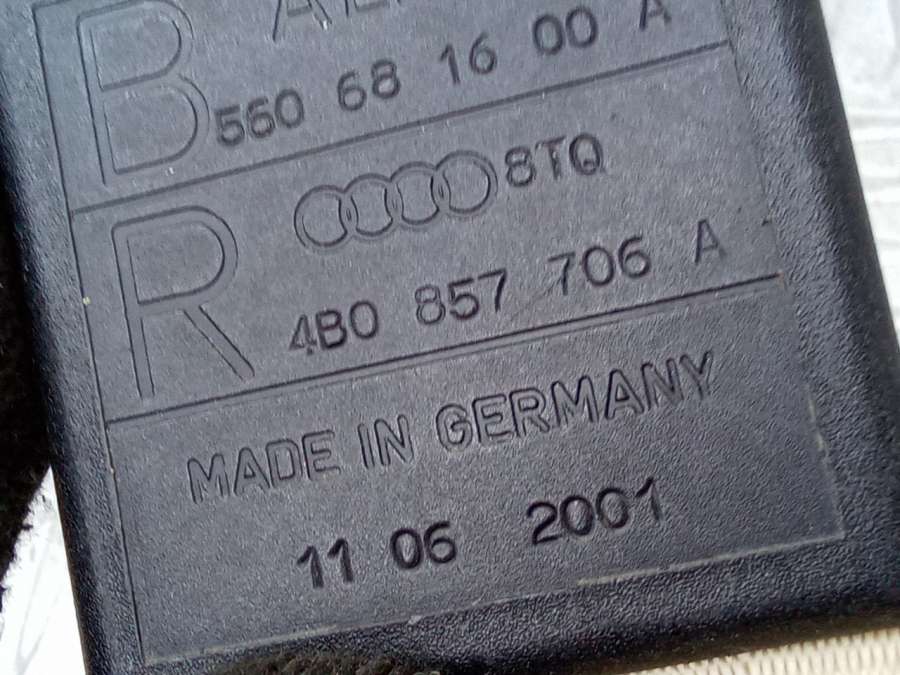 B
560 68 16 00 A
8TQ
R
4B0 857 706 A
MADE IN GERMANY
11 06 2001